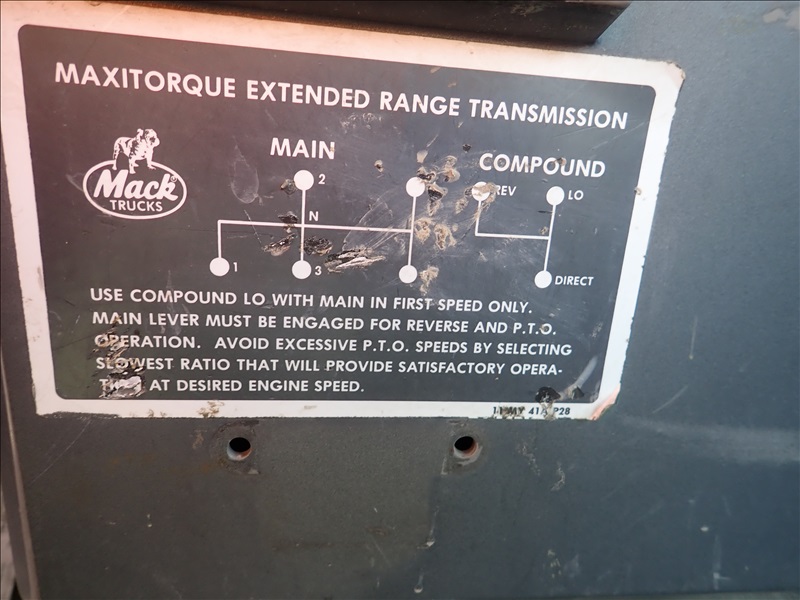 MAXITORQUE EXTENDED RANGE TRANSMISSION
Mack
TRUCKS
MAIN
COMPOUND
2
REV
LO
N
1
3
DIRECT
USE COMPOUND LO WITH MAIN IN FIRST SPEED ONLY.
MAIN LEVER MUST BE ENGAGED FOR REVERSE AND P.T.O.
OPERATION. AVOID EXCESSIVE P.T.O. SPEEDS BY SELECTING
SLOWEST RATIO THAT WILL PROVIDE SATISFACTORY OPERA-
AT DESIRED ENGINE SPEED.